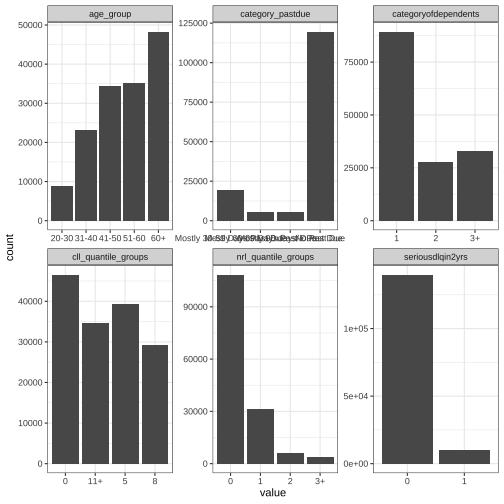 age_group
category_pastdue
categoryofdependents
50000
40000
30000
20000
10000
0
125000
100000
75000
50000
25000
0
75000
50000
25000
0
20-30 31-40 41-50 51-60 60+
Mostly
Past Due
1 2 3+
count
cll_quantile_groups
nrl_quantile_groups
seriousdlqin2yrs
40000
30000
20000
10000
0
90000
60000
30000
0
1e+05
5e+04
0e+00
0 11+ 5 8
0 1 2 3+
0 1
value